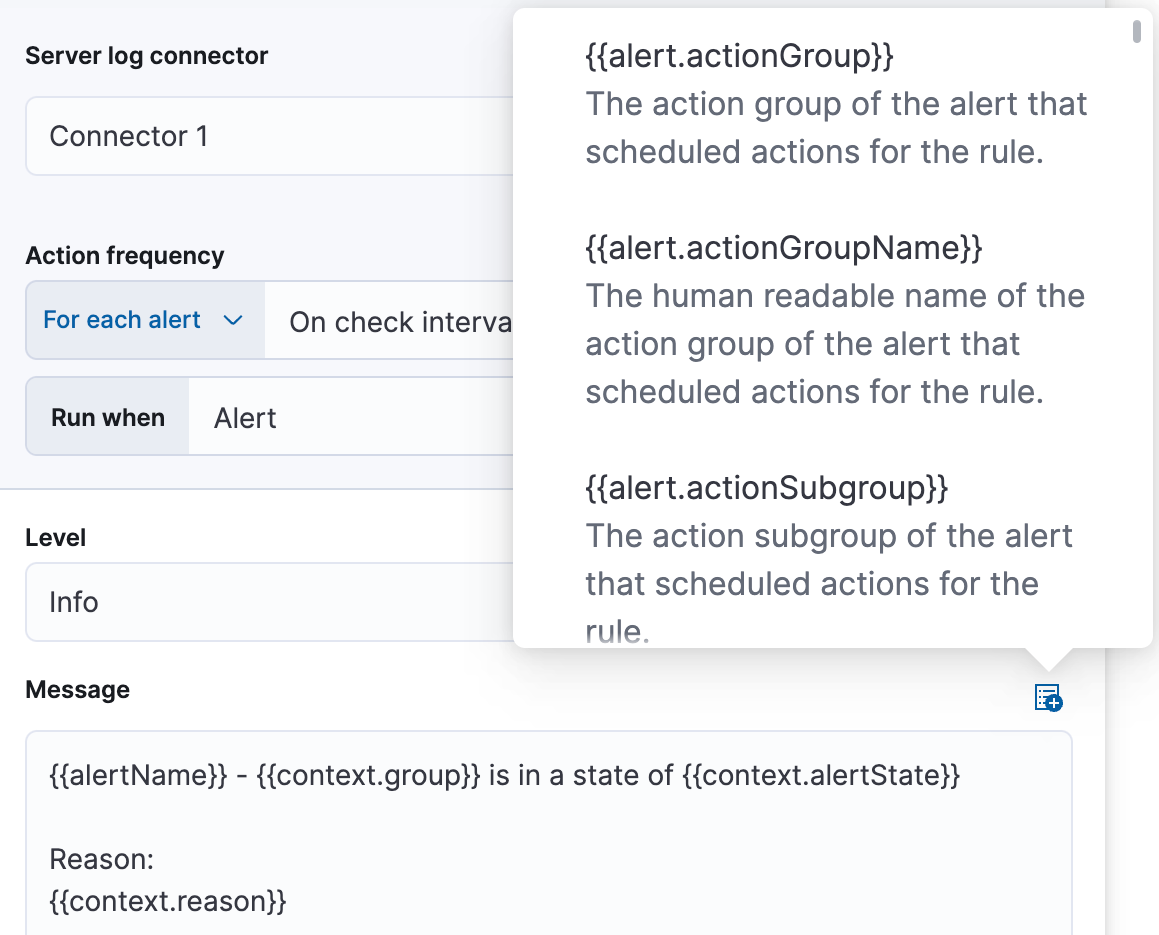 Server log connector
Connector 1
Action frequency
For each alert
On check interva
Run when
Alert
Level
Info
Message
{{alertName}} - {{context.group}} is in a state of {{context.alertState}}
Reason:
{{context.reason}}
{{alert.actionGroup}}
The action group of the alert that
scheduled actions for the rule.
{{alert.actionGroupName}}
The human readable name of the
action group of the alert that
scheduled actions for the rule.
{{alert.actionSubgroup}}
The action subgroup of the alert
that scheduled actions for the
rule.